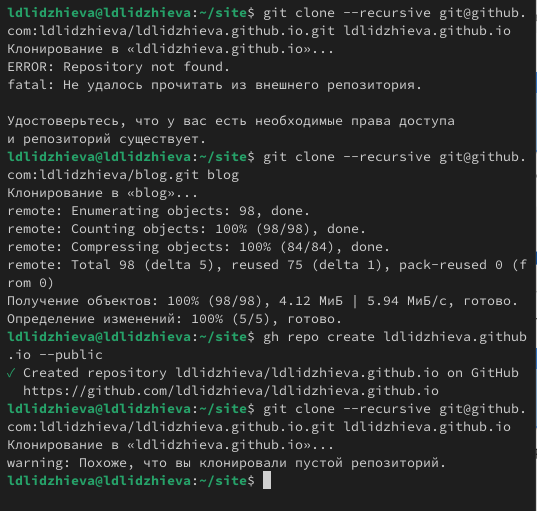 ldlidzhieva@ldlidzhieva:~/site$ git clone --recursive git@github.
com:ldlidzhieva/ldlidzhieva.github.io.git ldlidzhieva.github.io
Клонирование в «ldlidzhieva.github.io»...
ERROR: Repository not found.
fatal: Не удалось прочитать из внешнего репозитория.

Удостоверьтесь, что у вас есть необходимые права доступа
и репозиторий существует.
ldlidzhieva@ldlidzhieva:~/site$ git clone --recursive git@github.
com:ldlidzhieva/blog.git blog
Клонирование в «blog»...
remote: Enumerating objects: 98, done.
remote: Counting objects: 100% (98/98), done.
remote: Compressing objects: 100% (84/84), done.
remote: Total 98 (delta 5), reused 75 (delta 1), pack-reused 0 (f
rom 0)
Получение объектов: 100% (98/98), 4.12 МиБ | 5.94 МиБ/с, готово.
Определение изменений: 100% (5/5), готово.
ldlidzhieva@ldlidzhieva:~/site$ gh repo create ldlidzhieva.github
.io --public
✓ Created repository ldlidzhieva/ldlidzhieva.github.io on GitHub
  https://github.com/ldlidzhieva/ldlidzhieva.github.io
ldlidzhieva@ldlidzhieva:~/site$ git clone --recursive git@github.
com:ldlidzhieva/ldlidzhieva.github.io.git ldlidzhieva.github.io
Клонирование в «ldlidzhieva.github.io»...
warning: Похоже, что вы клонировали пустой репозиторий.
ldlidzhieva@ldlidzhieva:~/site$